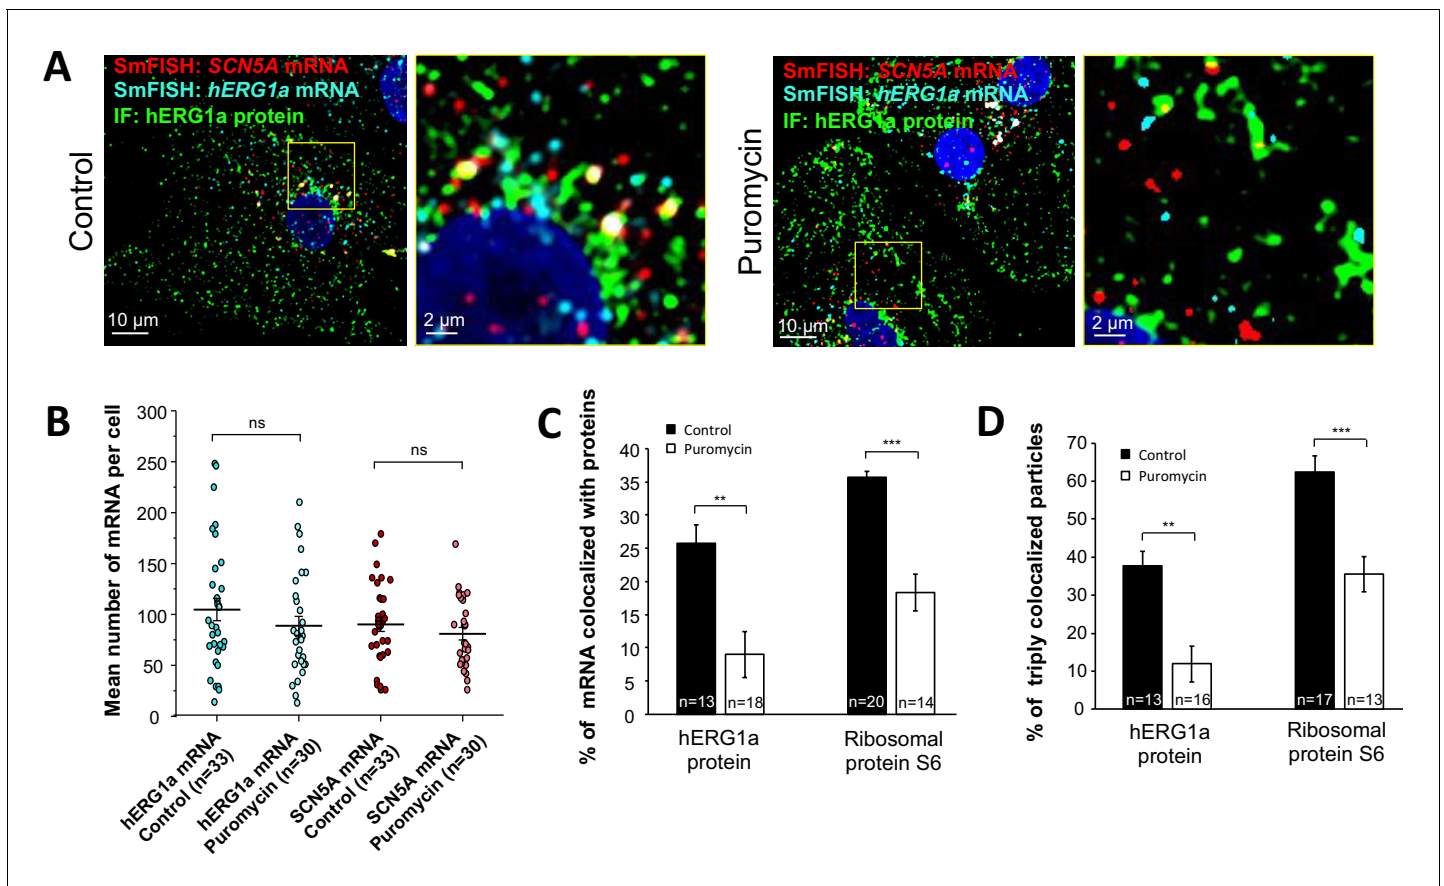 A
Control
SmFISH: SCN5A mRNA
SmFISH: hERG1a mRNA
IF: hERG1a protein
10 µm
2 µm
Puromycin
SmFISH: SCN5A mRNA
SmFISH: hERG1a mRNA
IF: hERG1a protein
10 µm
2 µm
B
Mean number of mRNA per cell
300
250
200
150
100
50
0
ns
ns
hERG1a mRNA
Control (n=33)
hERG1a mRNA
Puromycin (n=30)
SCN5A mRNA
Control (n=33)
SCN5A mRNA
Puromycin (n=30)
C
% of mRNA colocalized with proteins
40
35
30
25
20
15
10
5
0
Control
Puromycin
**
***
n=13
n=18
n=20
n=14
hERG1a
protein
Ribosomal
protein S6
D
% of triply colocalized particles
70
60
50
40
30
20
10
0
Control
Puromycin
**
***
n=13
n=16
n=17
n=13
hERG1a
protein
Ribosomal
protein S6